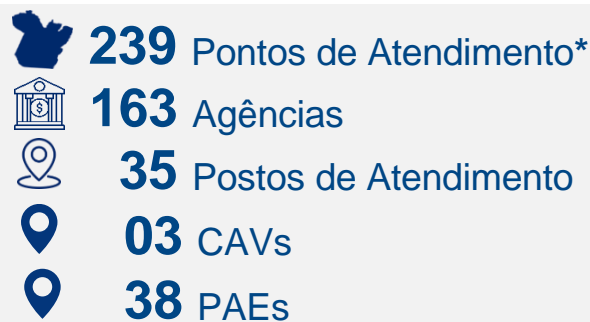 239 Pontos de Atendimento*
163 Agências
35 Postos de Atendimento
03 CAVs
38 PAEs